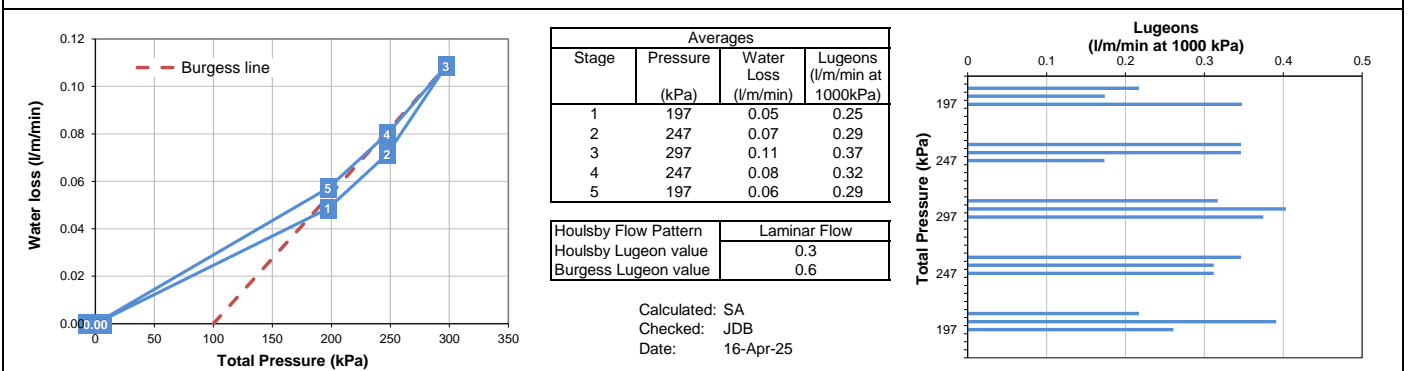 0.12
0.10
0.08
0.06
0.04
0.02
0.00
Burgess line
3
4
2
5
1
0.00
0 50 100 150 200 250 300 350
Water loss (l/m/min)
Total Pressure (kPa)
Averages
Stage Pressure Water Lugeons
Loss (l/m/min at
(kPa) (l/m/min) 1000kPa)
1 197 0.05 0.25
2 247 0.07 0.29
3 297 0.11 0.37
4 247 0.08 0.32
5 197 0.06 0.29
Houlsby Flow Pattern Laminar Flow
Houlsby Lugeon value 0.3
Burgess Lugeon value 0.6
Calculated: SA
Checked: JDB
Date: 16-Apr-25
Lugeons
(l/m/min at 1000 kPa)
0 0.1 0.2 0.3 0.4 0.5
Total Pressure (kPa)
197
247
297
247
197